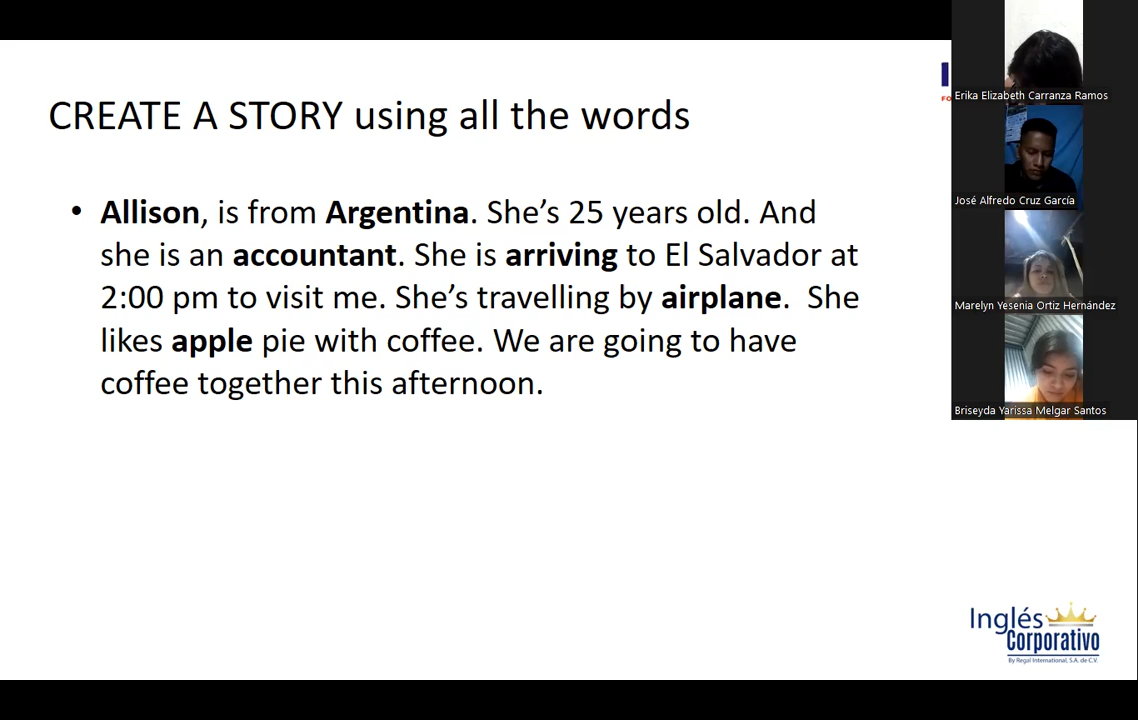 CREATE A STORY using all the words
• Allison, is from Argentina. She’s 25 years old. And
she is an accountant. She is arriving to El Salvador at
2:00 pm to visit me. She’s travelling by airplane.  She
likes apple pie with coffee. We are going to have
coffee together this afternoon.
Erika Elizabeth Carranza Ramos
José Alfredo Cruz García
Marelyn Yesenia Ortiz Hernández
Briseyda Yarissa Melgar Santos
Inglés
Corporativo
By Regal International, S.A. de C.V.